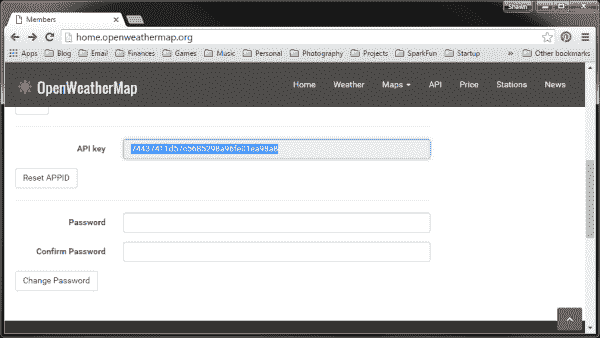 Shawn
Members
home.openweathermap.org
Apps Blog Email Finances Games Music Personal Photography Projects SparkFun Startup » Other bookmarks
OpenWeatherMap Home Weather Maps API Price Stations News
API key
Reset APPID
Password
Confirm Password
Change Password